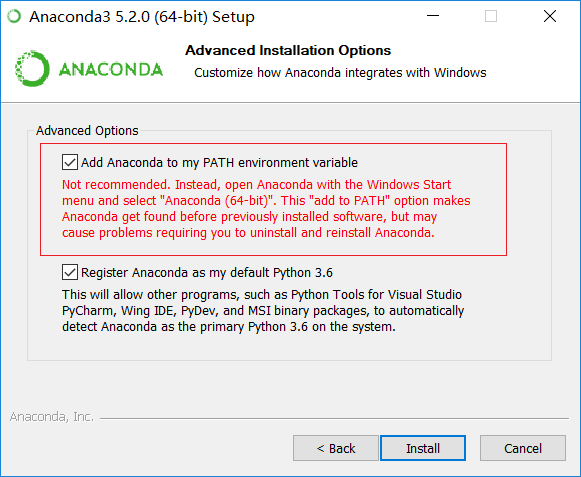 Anaconda3 5.2.0 (64-bit) Setup
Advanced Installation Options
Customize how Anaconda integrates with Windows
ANACONDA
Advanced Options
Add Anaconda to my PATH environment variable
Not recommended. Instead, open Anaconda with the Windows Start
menu and select "Anaconda (64-bit)". This "add to PATH" option makes
Anaconda get found before previously installed software, but may
cause problems requiring you to uninstall and reinstall Anaconda.
Register Anaconda as my default Python 3.6
This will allow other programs, such as Python Tools for Visual Studio
PyCharm, Wing IDE, PyDev, and MSI binary packages, to automatically
detect Anaconda as the primary Python 3.6 on the system.
Anaconda, Inc.
< Back
Install
Cancel